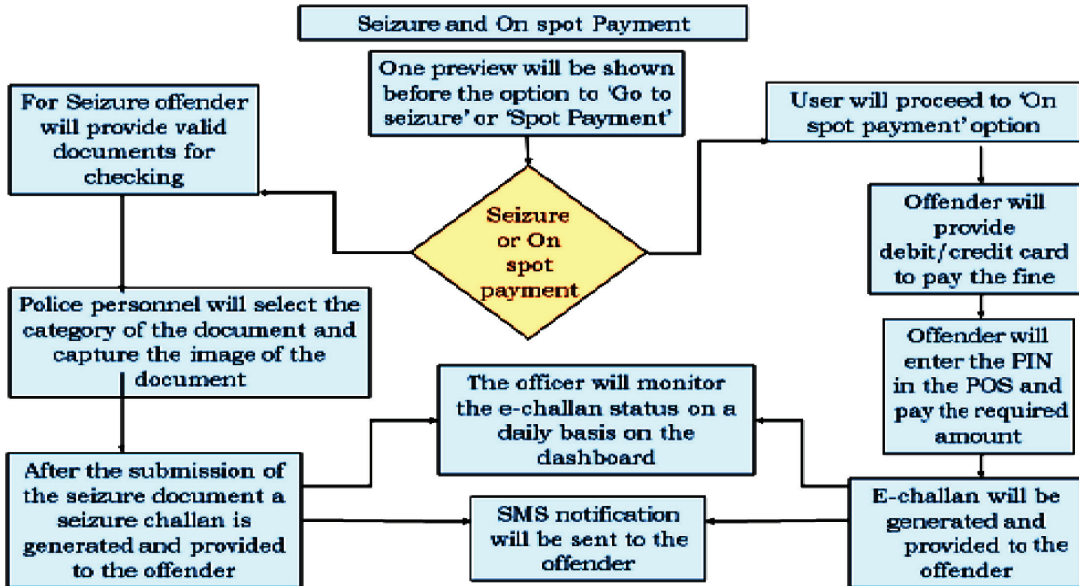 Seizure and On spot Payment
One preview will be shown
before the option to 'Go to
seizure' or 'Spot Payment'
For Seizure offender
will provide valid
documents for
checking
User will proceed to 'On
spot payment' option
Seizure
or On
spot
payment
Offender will
provide
debit/credit card
to pay the fine
Police personnel will select the
category of the document and
capture the image of the
document
Offender will
enter the PIN
in the POS and
pay the required
amount
The officer will monitor
the e-challan status on a
daily basis on the
dashboard
After the submission of
the seizure document a
seizure challan is
generated and provided
to the offender
SMS notification
will be sent to the
offender
E-challan will be
generated and
provided to the
offender